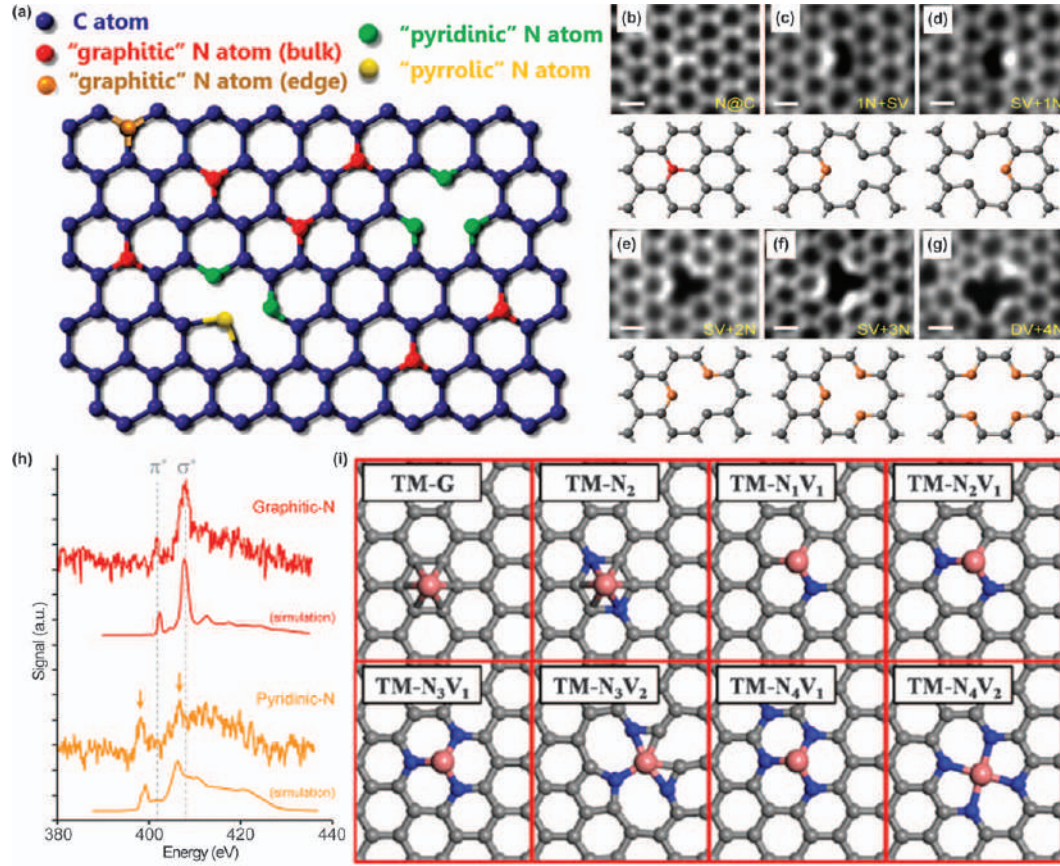 (a)
C atom
"graphitic" N atom (bulk)
"graphitic" N atom (edge)
"pyridinic" N atom
"pyrrolic" N atom
(b)
N@C
(c)
1N+SV
(d)
SV+1N
(e)
SV+2N
(f)
SV+3N
(g)
DV+4N
(h)
π*
σ*
Graphitic-N
(simulation)
Pyridinic-N
(simulation)
Signal (a.u.)
380
400
420
440
Energy (eV)
(i)
TM-G
TM-N₂
TM-N₁V₁
TM-N₂V₁
TM-N₃V₁
TM-N₃V₂
TM-N₄V₁
TM-N₄V₂